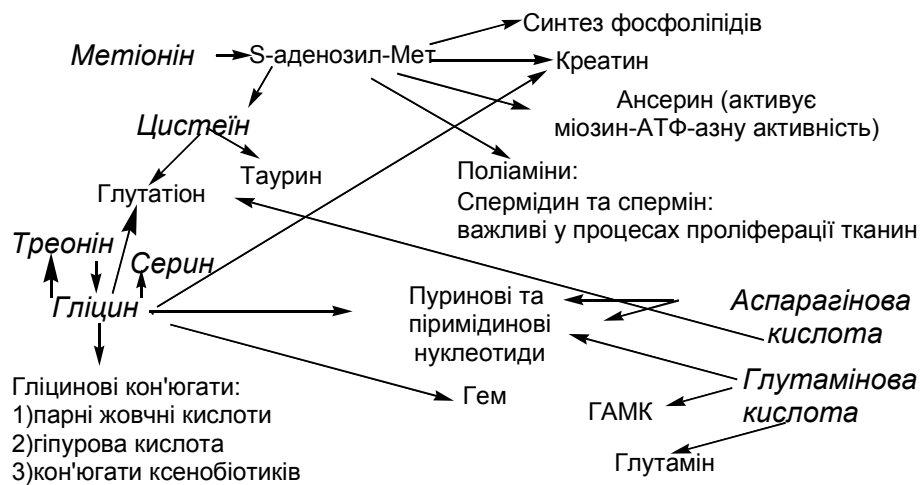 Синтез фосфоліпідів
Метіонін
S-аденозил-Мет
Креатин
Ансерин (активує
міозин-АТФ-азну активність)
Цистеїн
Таурин
Глутатіон
Поліаміни:
Спермідин та спермін:
важливі у процесах проліферації тканин
Треонін
Серин
Гліцин
Пуринові та
піримідинові
нуклеотиди
Аспарагінова
кислота
Гліцинові кон'югати:
1)парні жовчні кислоти
2)гіпурова кислота
3)кон'югати ксенобіотиків
Гем
ГАМК
Глутамінова
кислота
Глутамін